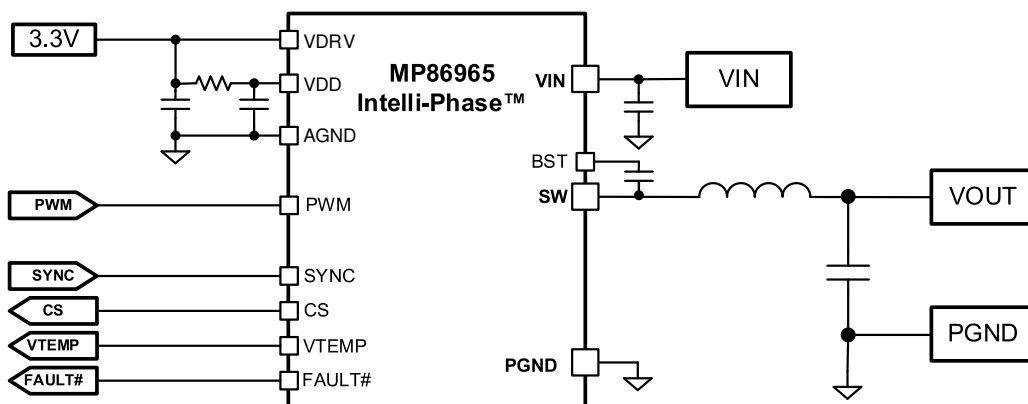 3.3V
VDRV
VDD
AGND
MP86965
Intelli-Phase™
VIN
VIN
BST
SW
VOUT
PWM
PWM
SYNC
SYNC
CS
CS
VTEMP
VTEMP
FAULT#
FAULT#
PGND
PGND